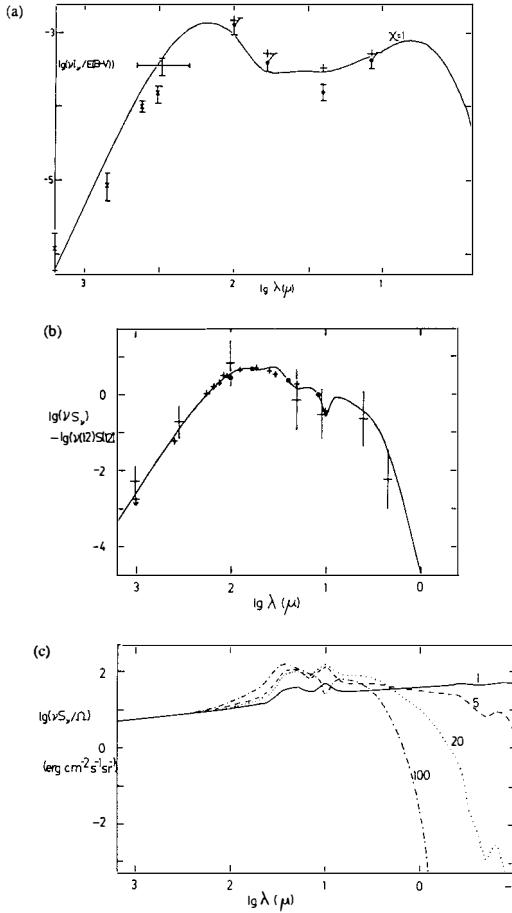 (a)
-3
lg(νI_ν/E(B-V))
χ=1
-5
3 2 1
lg λ(μ)
(b)
0
lg(νS_ν)
-lg(ν(12)S(12))
-2
-4
3 2 1 0
lg λ(μ)
(c)
2
1
lg(νS_ν/Ω)
5
0
20
(erg cm⁻²s⁻¹sr⁻¹)
100
-2
3 2 1 0 -1
lg λ(μ)